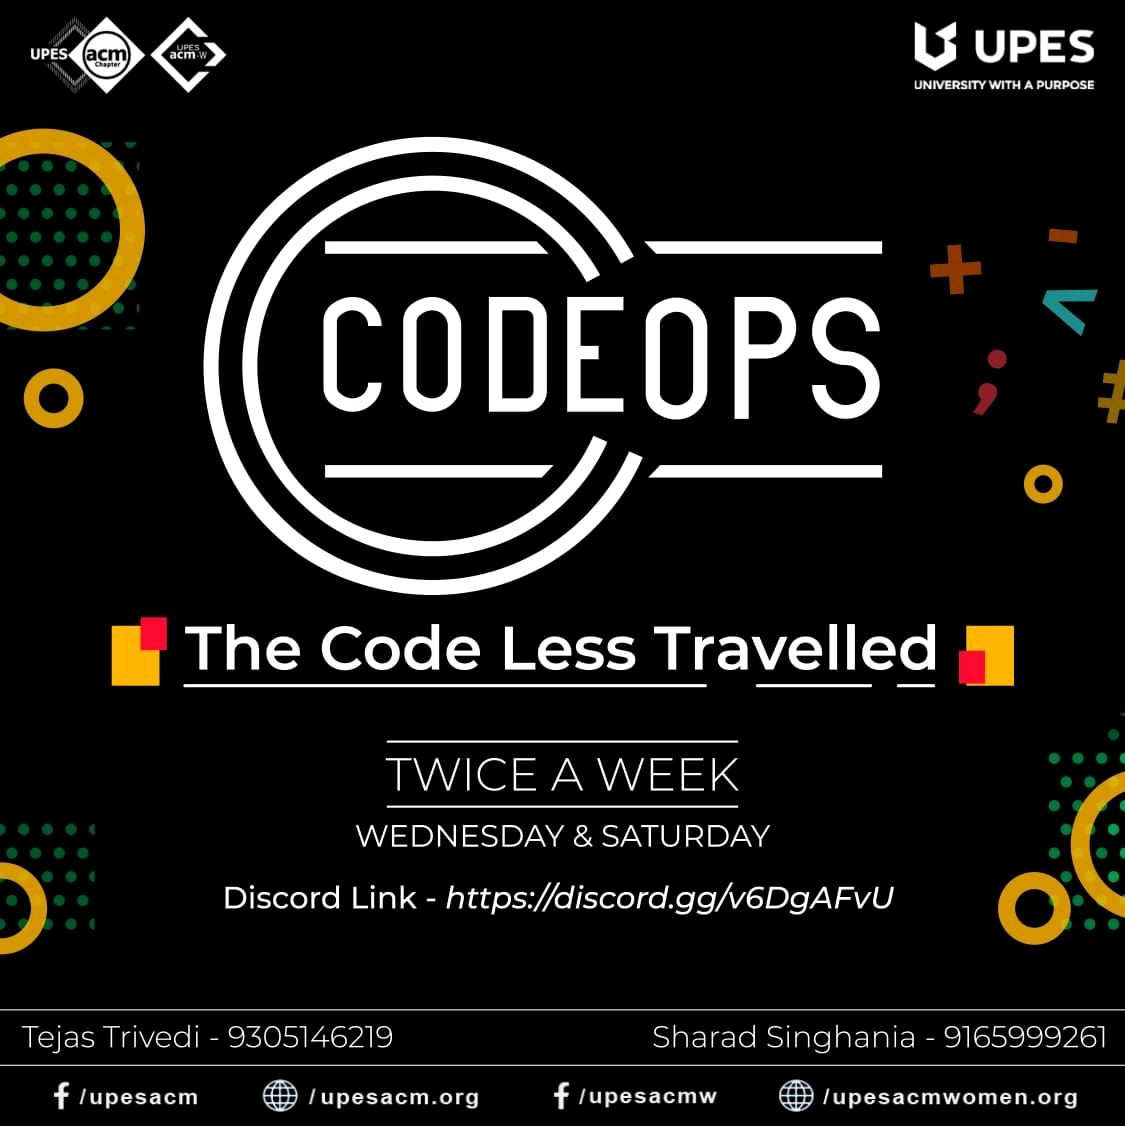 UPES acm Chapter
UPES acm-w
UPES
UNIVERSITY WITH A PURPOSE
CODEOPS
The Code Less Travelled
TWICE A WEEK
WEDNESDAY & SATURDAY
Discord Link - https://discord.gg/v6DgAFvU
Tejas Trivedi - 9305146219
Sharad Singhania - 9165999261
/upesacm
/upesacm.org
/upesacmw
/upesacmwomen.org